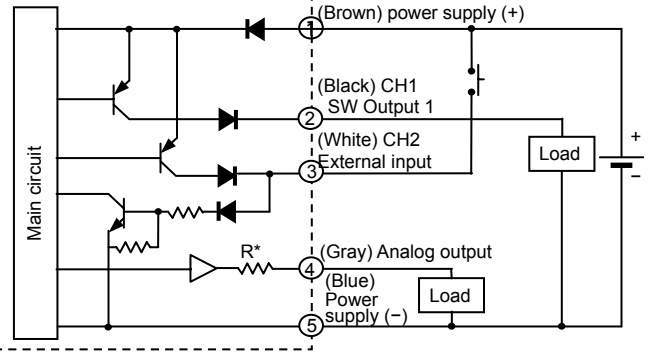 (Brown) power supply (+)
1
(Black) CH1
SW Output 1
2
(White) CH2
External input
3
Load
+
−
Main circuit
R*
(Gray) Analog output
4
(Blue)
Power
supply (−)
Load
5